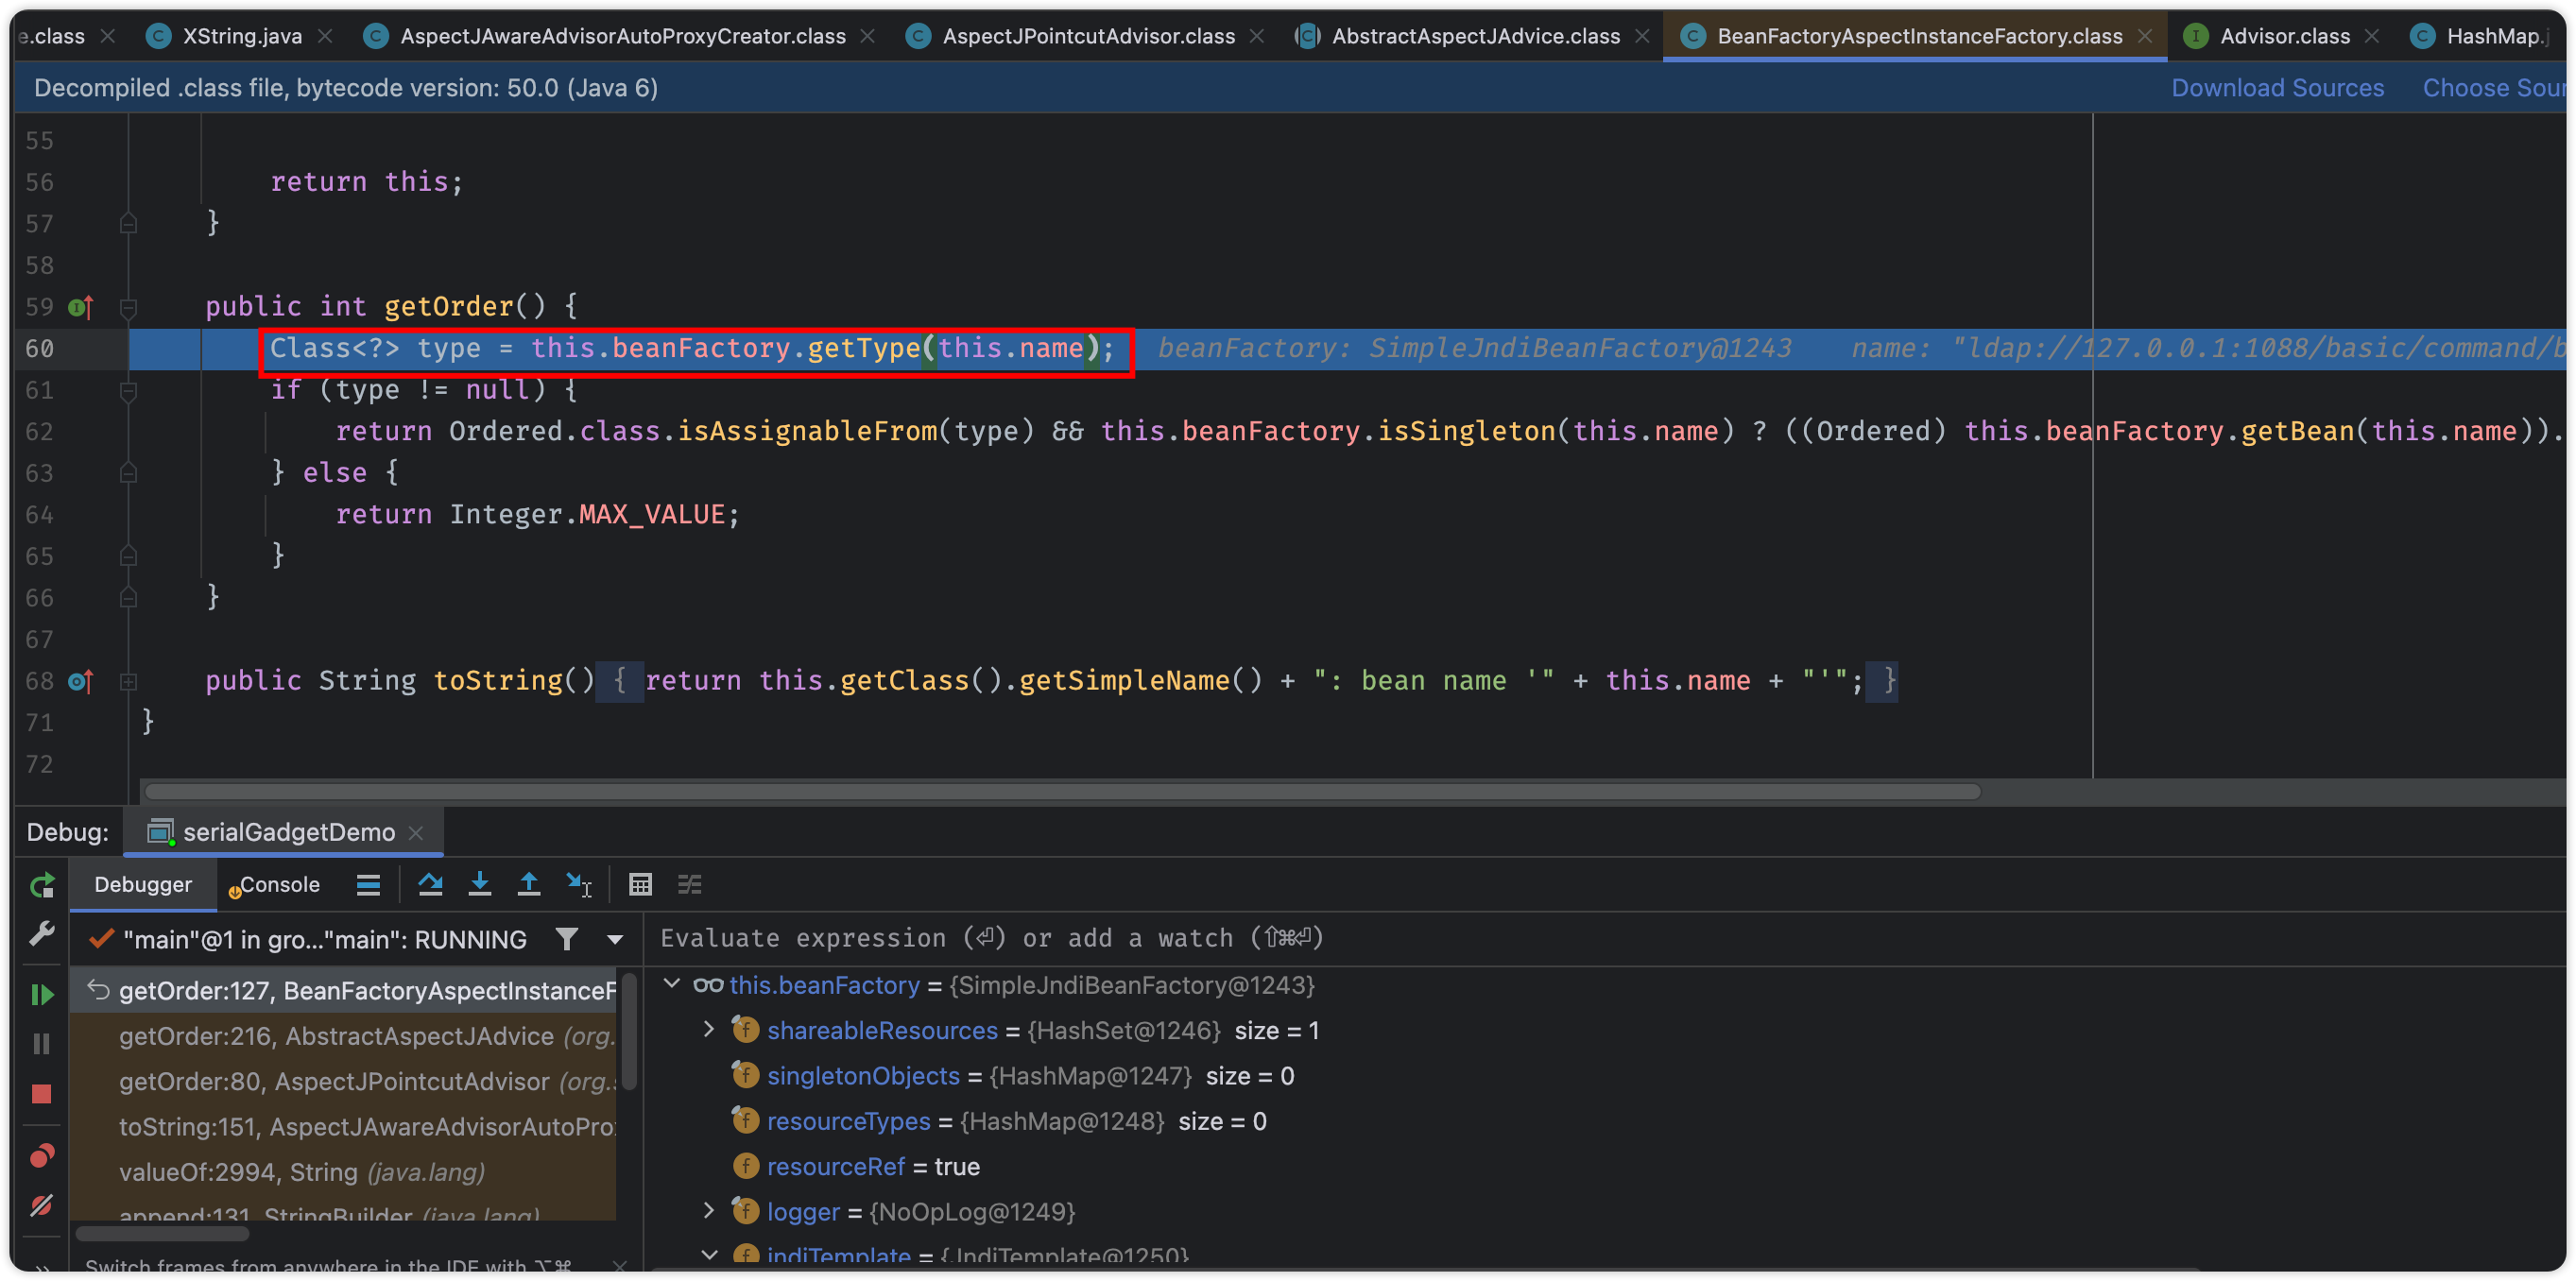 e.class XString.java AspectJAwareAdvisorAutoProxyCreator.class AspectJPointcutAdvisor.class AbstractAspectJAdvice.class BeanFactoryAspectInstanceFactory.class Advisor.class HashMap.j
Decompiled .class file, bytecode version: 50.0 (Java 6) Download Sources Choose Sour
55
56 return this;
57 }
58
59 public int getOrder() {
60 Class<?> type = this.beanFactory.getType(this.name); beanFactory: SimpleJndiBeanFactory@1243 name: "ldap://127.0.0.1:1088/basic/command/b
61 if (type != null) {
62 return Ordered.class.isAssignableFrom(type) && this.beanFactory.isSingleton(this.name) ? ((Ordered) this.beanFactory.getBean(this.name)).
63 } else {
64 return Integer.MAX_VALUE;
65 }
66 }
67
68 public String toString() { return this.getClass().getSimpleName() + ": bean name '" + this.name + "'"; }
71 }
72
Debug: serialGadgetDemo
Debugger Console
"main"@1 in gro..."main": RUNNING
Evaluate expression (⏎) or add a watch (⇧⌘⏎)
getOrder:127, BeanFactoryAspectInstanceF
getOrder:216, AbstractAspectJAdvice (org.
getOrder:80, AspectJPointcutAdvisor (org.s
toString:151, AspectJAwareAdvisorAutoPro
valueOf:2994, String (java.lang)
append:131, StringBuilder (java.lang)
Switch frames from anywhere in the IDE with ⌥⌘
this.beanFactory = {SimpleJndiBeanFactory@1243}
shareableResources = {HashSet@1246} size = 1
singletonObjects = {HashMap@1247} size = 0
resourceTypes = {HashMap@1248} size = 0
resourceRef = true
logger = {NoOpLog@1249}
jndiTemplate = {JndiTemplate@1250}